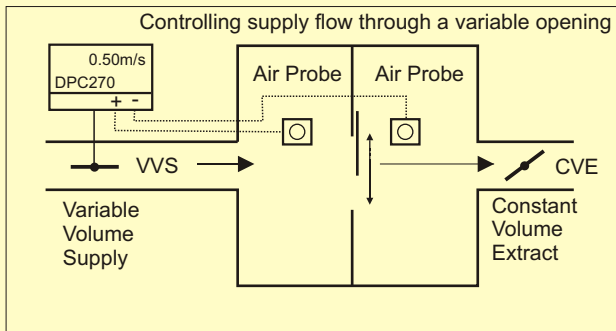 Controlling supply flow through a variable opening
0.50m/s
DPC270
+ -
Air Probe
Air Probe
VVS
CVE
Variable
Volume
Supply
Constant
Volume
Extract